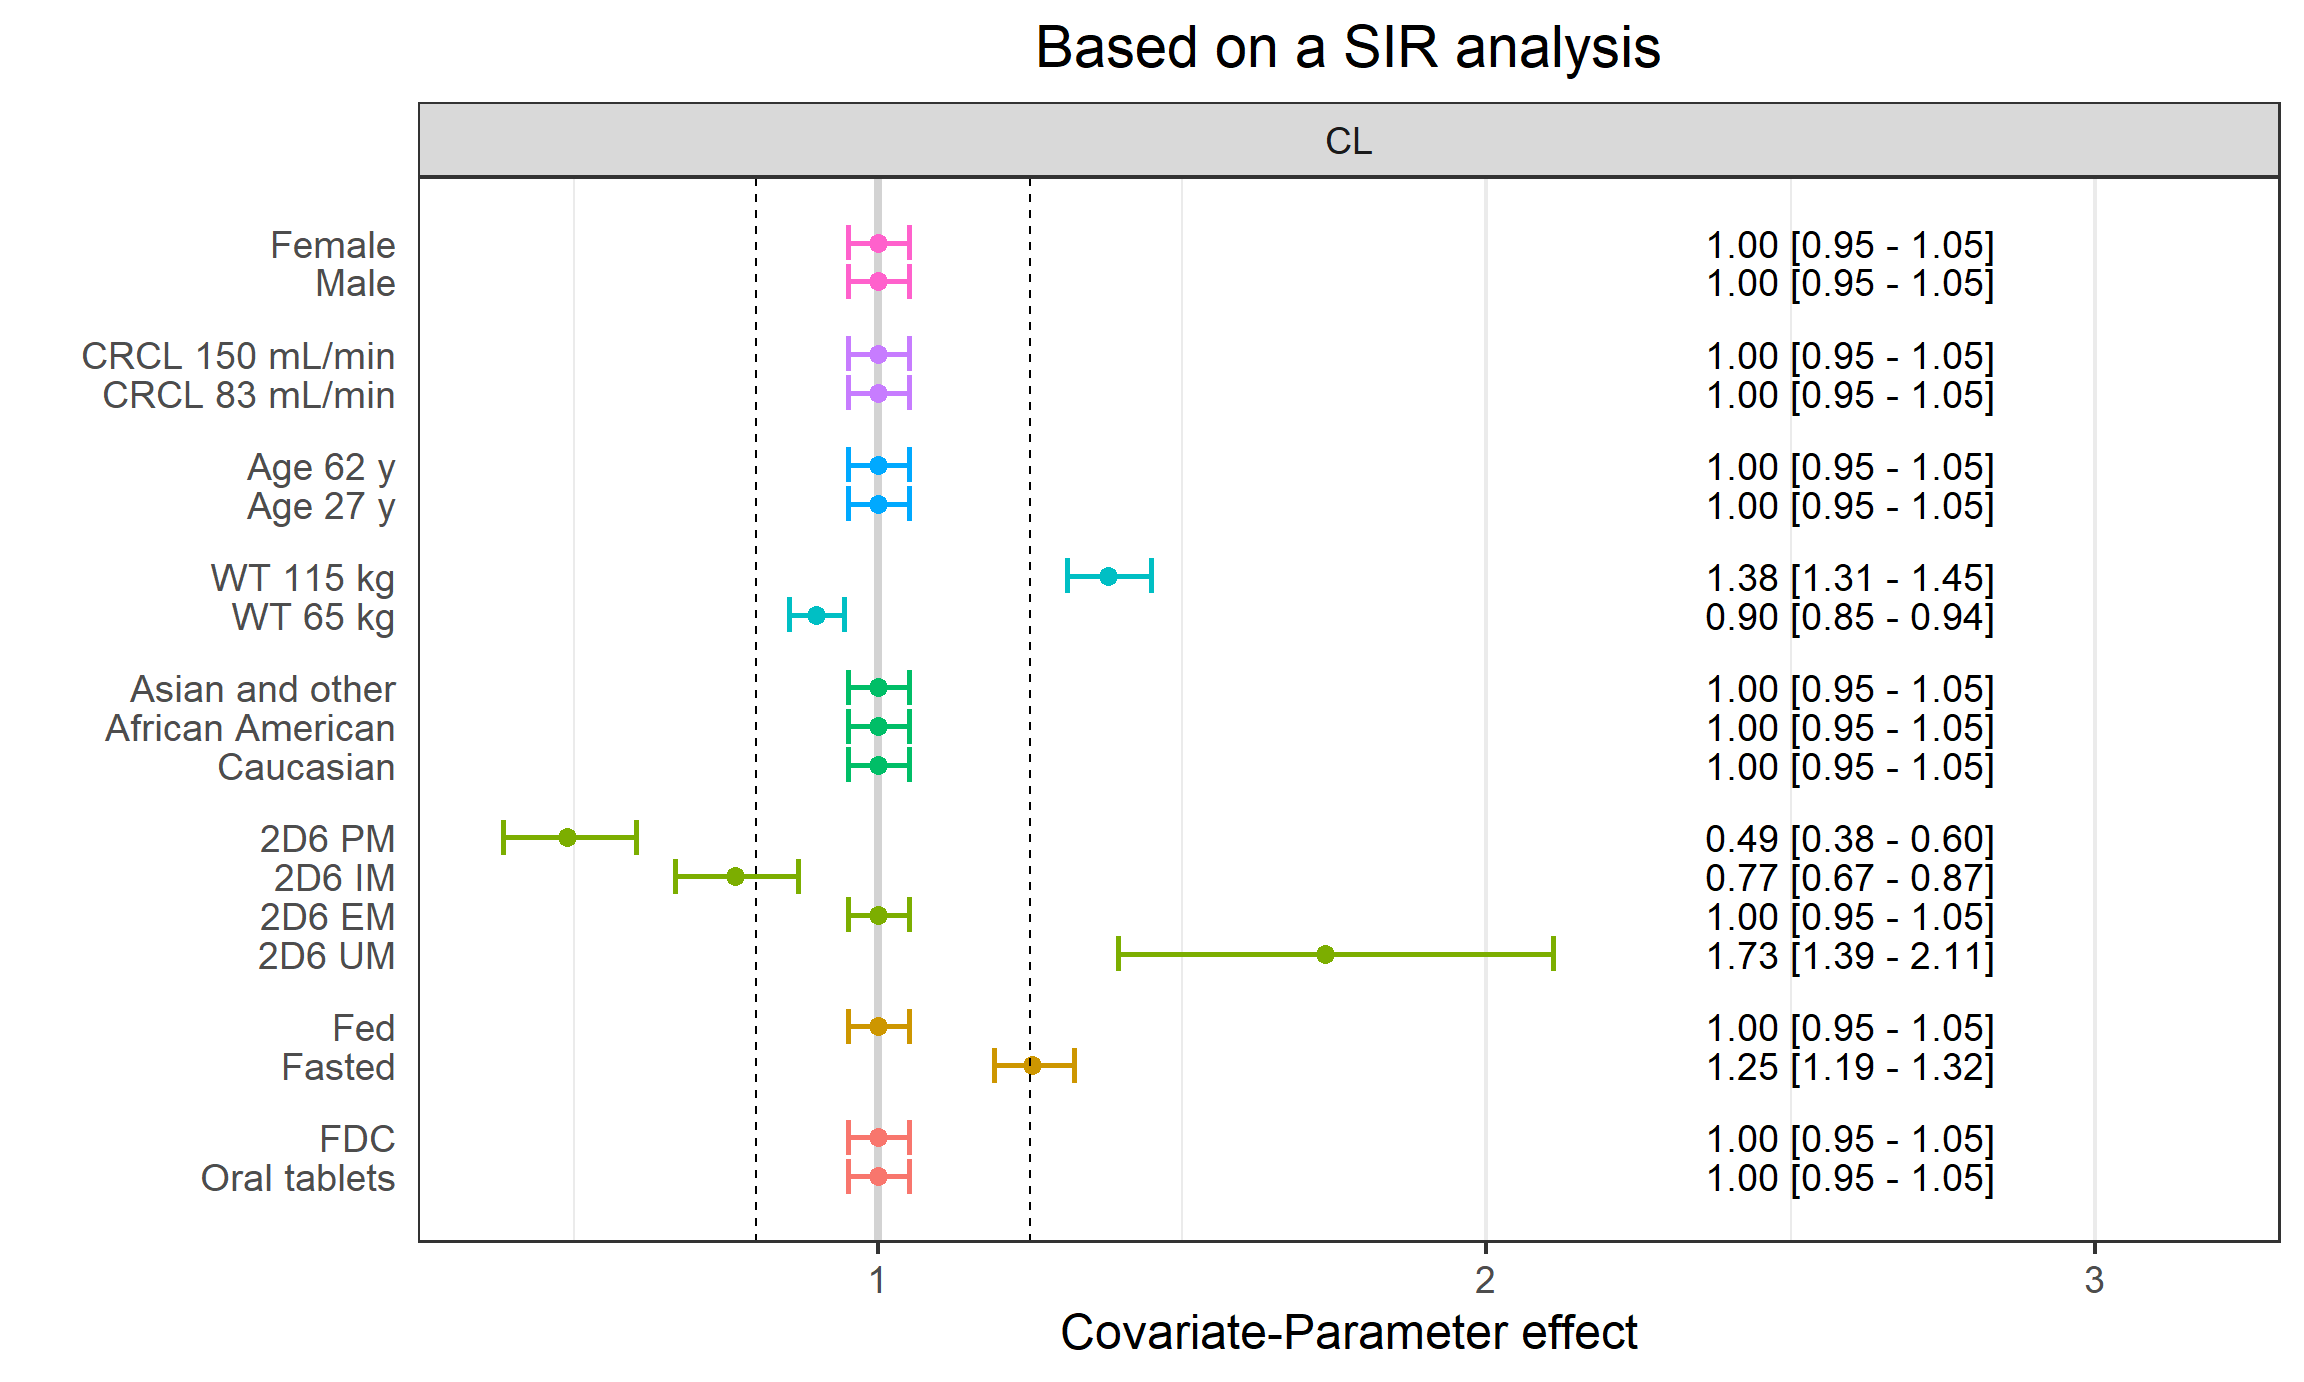 Based on a SIR analysis
CL
Female 1.00 [0.95 - 1.05]
Male 1.00 [0.95 - 1.05]
CRCL 150 mL/min 1.00 [0.95 - 1.05]
CRCL 83 mL/min 1.00 [0.95 - 1.05]
Age 62 y 1.00 [0.95 - 1.05]
Age 27 y 1.00 [0.95 - 1.05]
WT 115 kg 1.38 [1.31 - 1.45]
WT 65 kg 0.90 [0.85 - 0.94]
Asian and other 1.00 [0.95 - 1.05]
African American 1.00 [0.95 - 1.05]
Caucasian 1.00 [0.95 - 1.05]
2D6 PM 0.49 [0.38 - 0.60]
2D6 IM 0.77 [0.67 - 0.87]
2D6 EM 1.00 [0.95 - 1.05]
2D6 UM 1.73 [1.39 - 2.11]
Fed 1.00 [0.95 - 1.05]
Fasted 1.25 [1.19 - 1.32]
FDC 1.00 [0.95 - 1.05]
Oral tablets 1.00 [0.95 - 1.05]
1 2 3
Covariate-Parameter effect